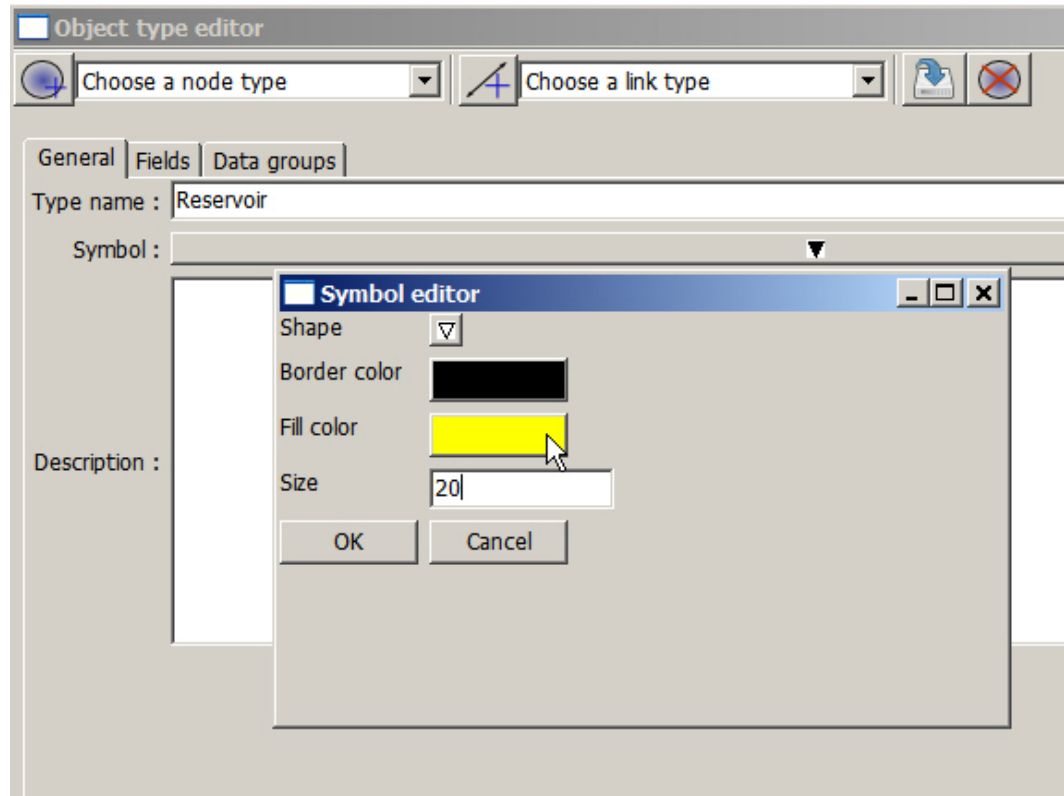 Object type editor
Choose a node type Choose a link type
General Fields Data groups
Type name : Reservoir
Symbol :
Symbol editor
Shape
Border color
Fill color
Description :
Size 20
OK Cancel